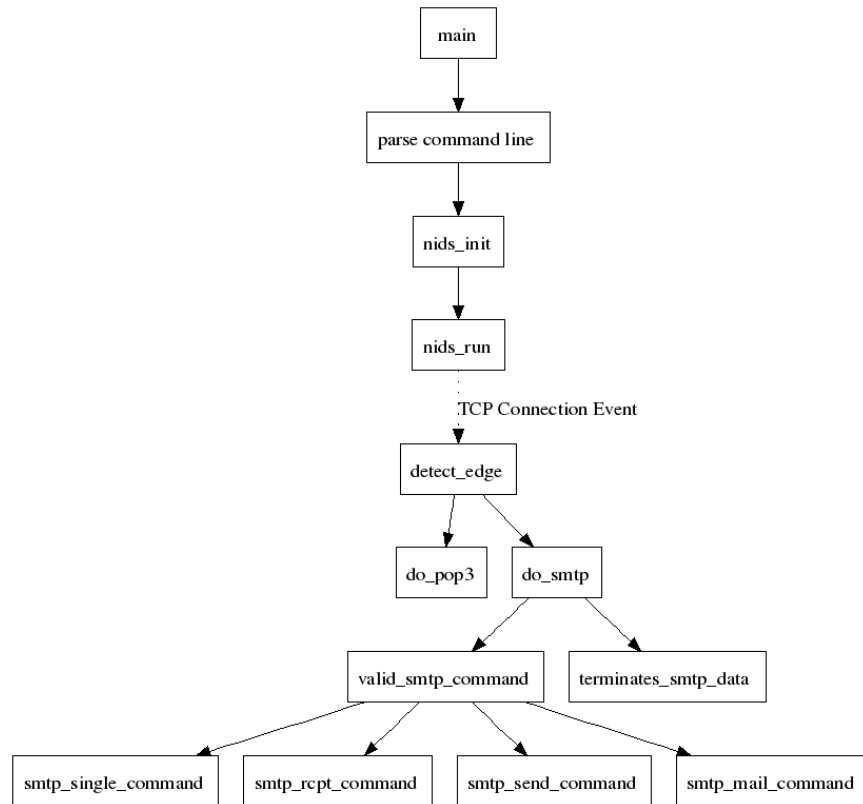 main
parse command line
nids_init
nids_run
TCP Connection Event
detect_edge
do_pop3
do_smtp
valid_smtp_command
terminates_smtp_data
smtp_single_command
smtp_rcpt_command
smtp_send_command
smtp_mail_command